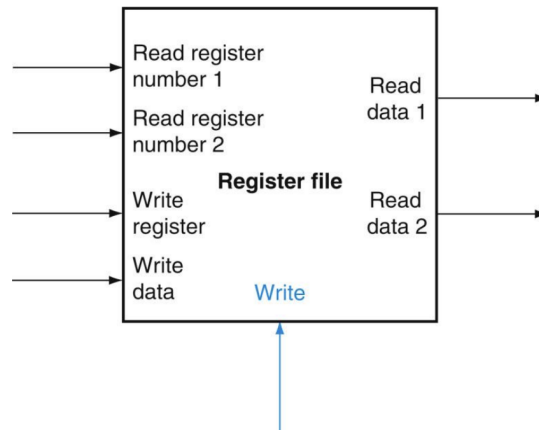 Read register
number 1
Read
data 1
Read register
number 2
Register file
Write
register
Read
data 2
Write
data
Write